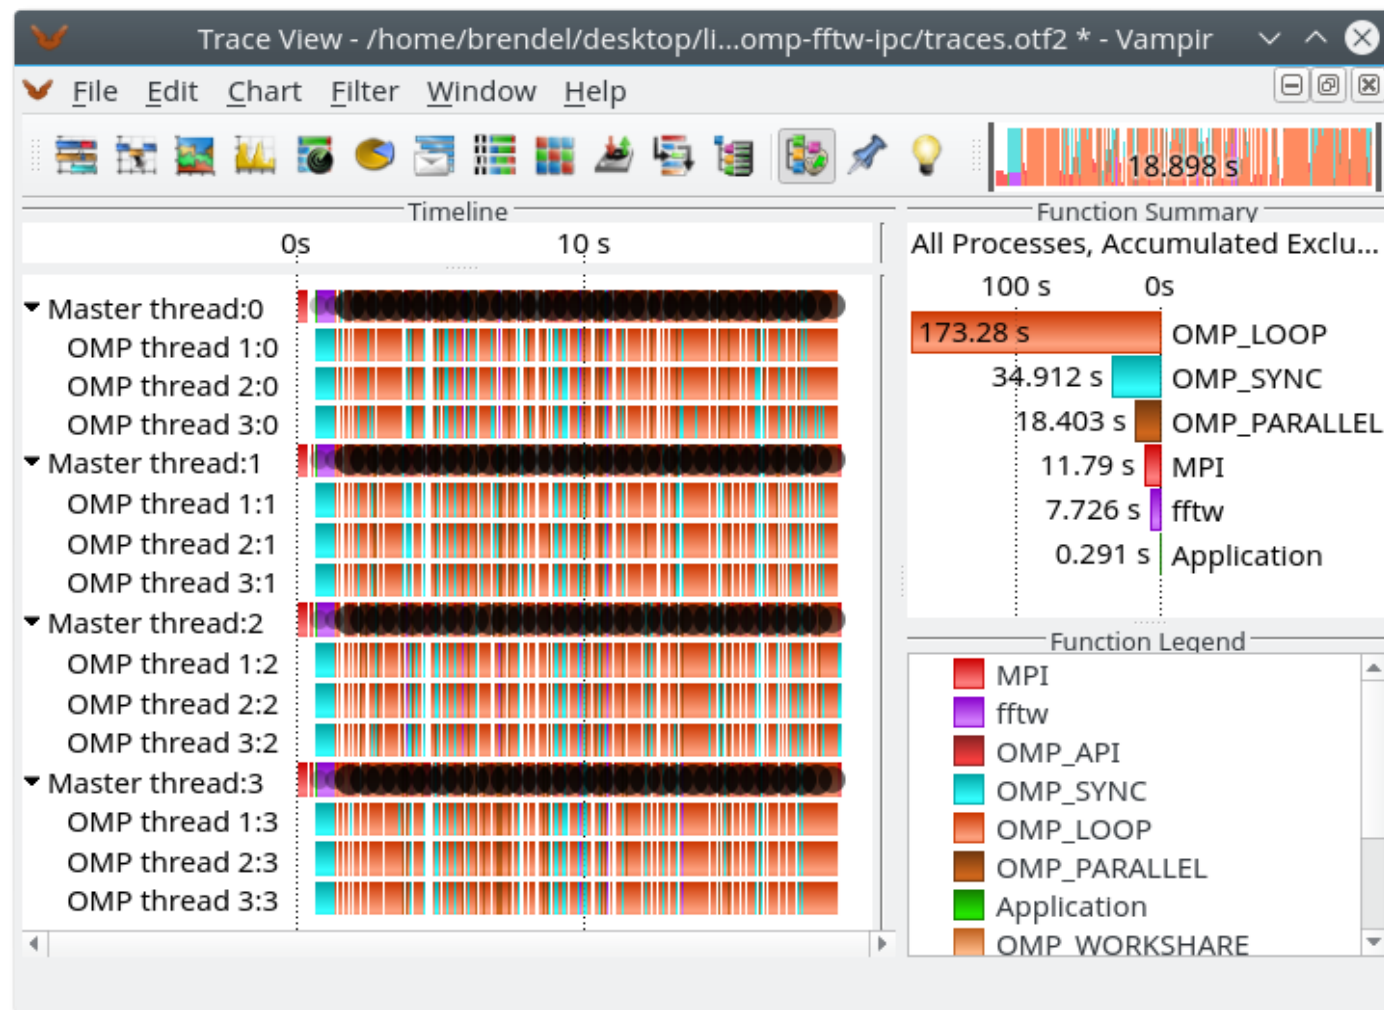 Trace View - /home/brendel/desktop/li...omp-fftw-ipc/traces.otf2 * - Vampir
File Edit Chart Filter Window Help
18.898 s
Timeline
0s 10 s
Master thread:0
OMP thread 1:0
OMP thread 2:0
OMP thread 3:0
Master thread:1
OMP thread 1:1
OMP thread 2:1
OMP thread 3:1
Master thread:2
OMP thread 1:2
OMP thread 2:2
OMP thread 3:2
Master thread:3
OMP thread 1:3
OMP thread 2:3
OMP thread 3:3
Function Summary
All Processes, Accumulated Exclu...
100 s 0s
173.28 s OMP_LOOP
34.912 s OMP_SYNC
18.403 s OMP_PARALLEL
11.79 s MPI
7.726 s fftw
0.291 s Application
Function Legend
MPI
fftw
OMP_API
OMP_SYNC
OMP_LOOP
OMP_PARALLEL
Application
OMP_WORKSHARE